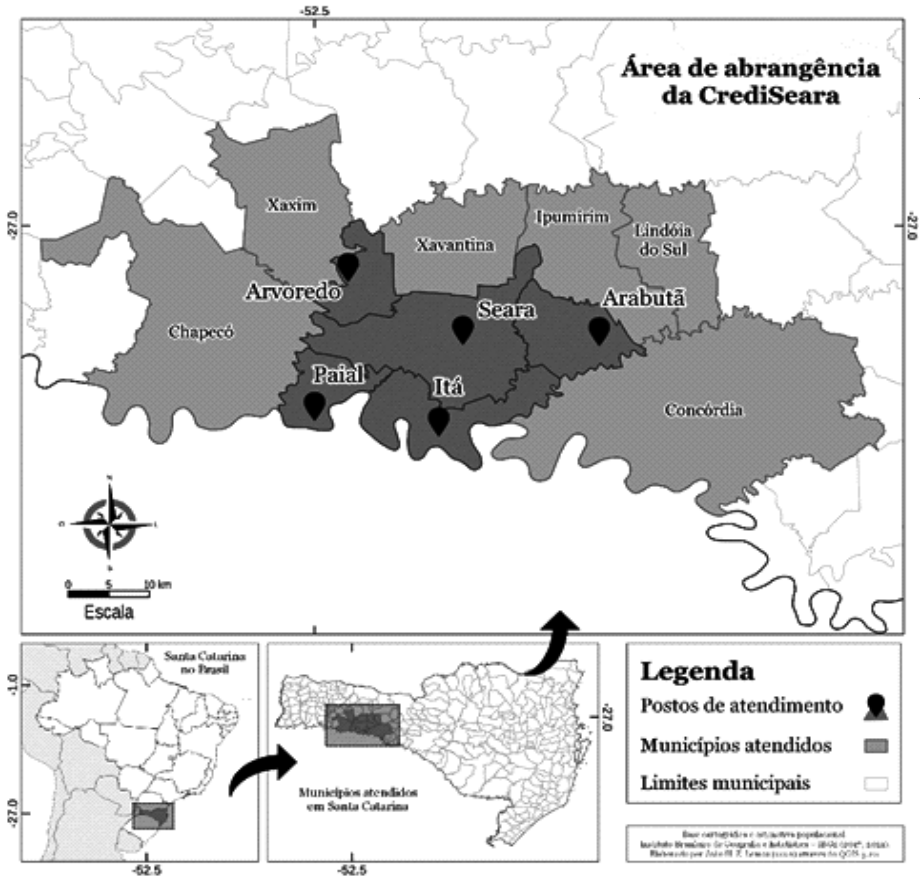 -52.5
Área de abrangência
da CrediSeara
-27.0
-27.0
Xaxim
Ipumirim
Xavantina
Lindóia
do Sul
Arvoredo
Seara
Arabutã
Chapecó
Paial
Itá
Concórdia
0 5 10 km
Escala
Santa Catarina
no Brasil
-1.0
-27.0
-52.5
Municípios atendidos
em Santa Catarina
-27.0
-52.5
Legenda
Postos de atendimento
Municípios atendidos
Limites municipais